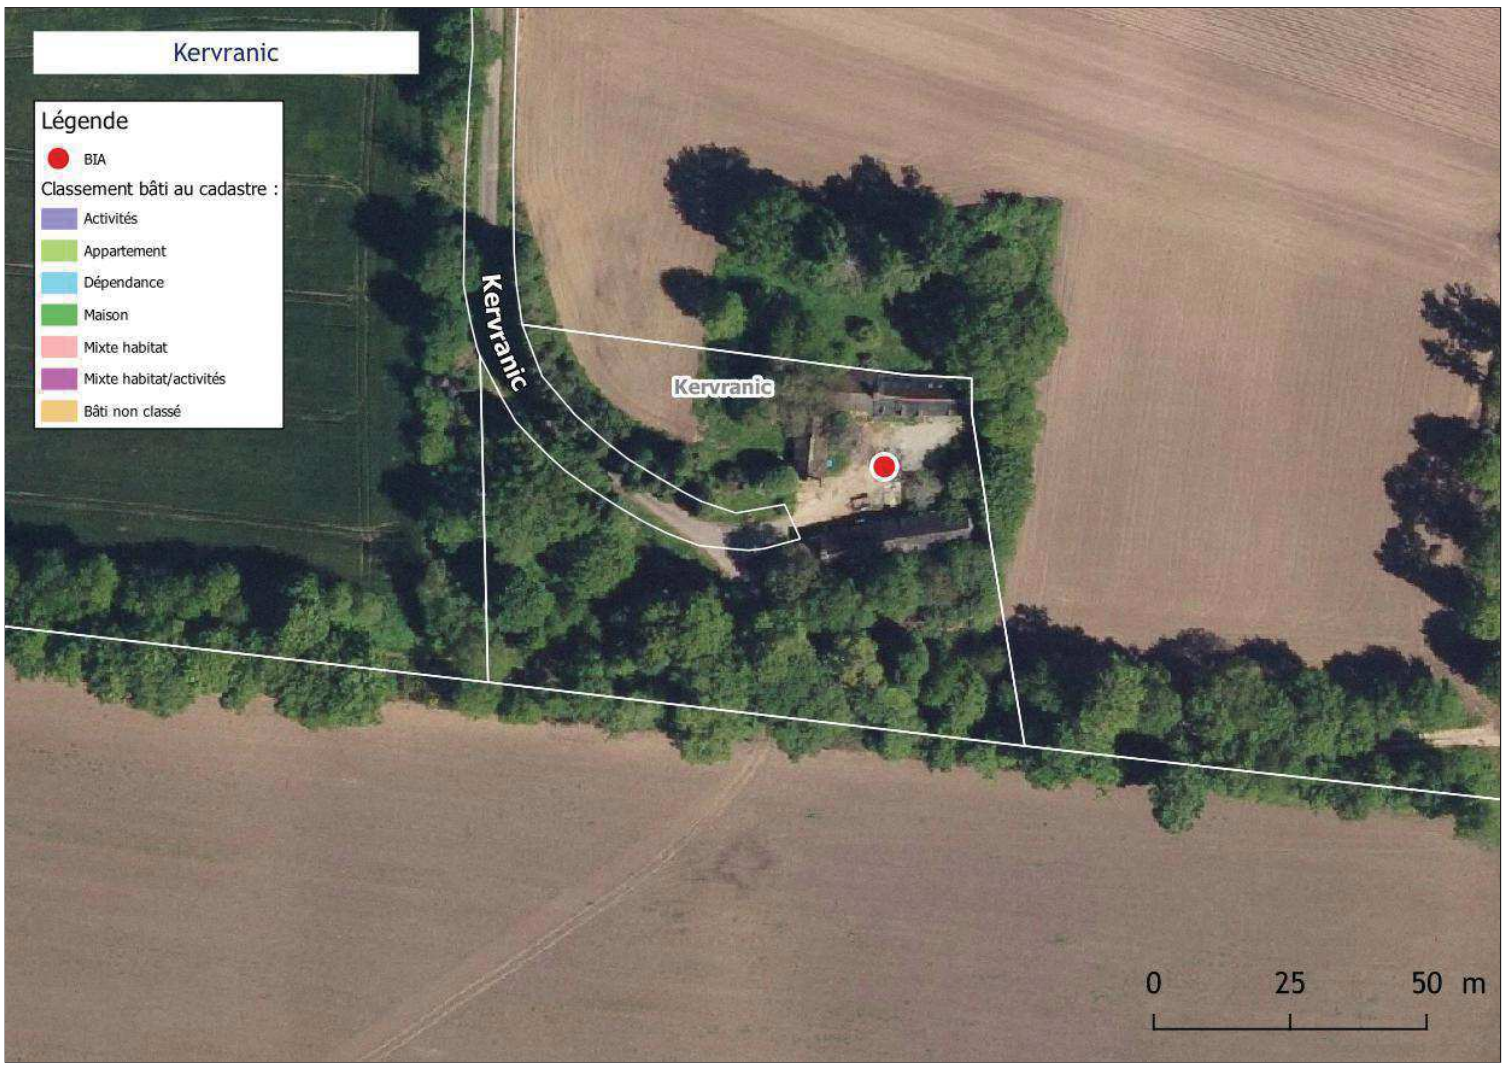 Kervranic
Légende
BIA
Classement bâti au cadastre :
Activités
Appartement
Dépendance
Maison
Mixte habitat
Mixte habitat/activités
Bâti non classé
Kervranic
Kervranic
0 25 50 m